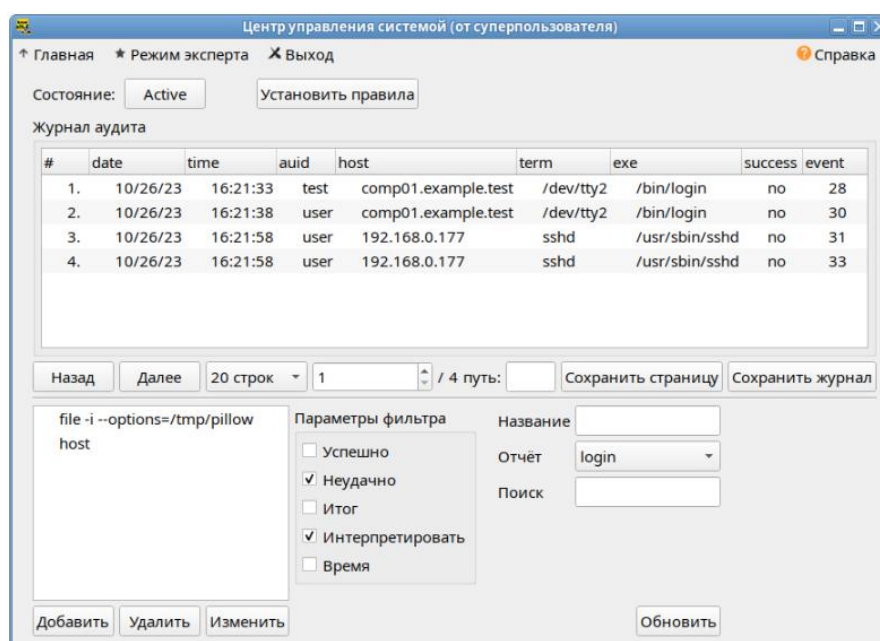 Центр управления системой (от суперпользователя)
Главная Режим эксперта Выход Справка
Состояние: Active Установить правила
Журнал аудита
# date time auid host term exe success event
1. 10/26/23 16:21:33 test comp01.example.test /dev/tty2 /bin/login no 28
2. 10/26/23 16:21:38 user comp01.example.test /dev/tty2 /bin/login no 30
3. 10/26/23 16:21:58 user 192.168.0.177 sshd /usr/sbin/sshd no 31
4. 10/26/23 16:21:58 user 192.168.0.177 sshd /usr/sbin/sshd no 33
Назад Далее 20 строк 1 / 4 путь: Сохранить страницу Сохранить журнал
file -i --options=/tmp/pillow
host
Параметры фильтра
Успешно
Неудачно
Итог
Интерпретировать
Время
Название
Отчёт login
Поиск
Добавить Удалить Изменить Обновить